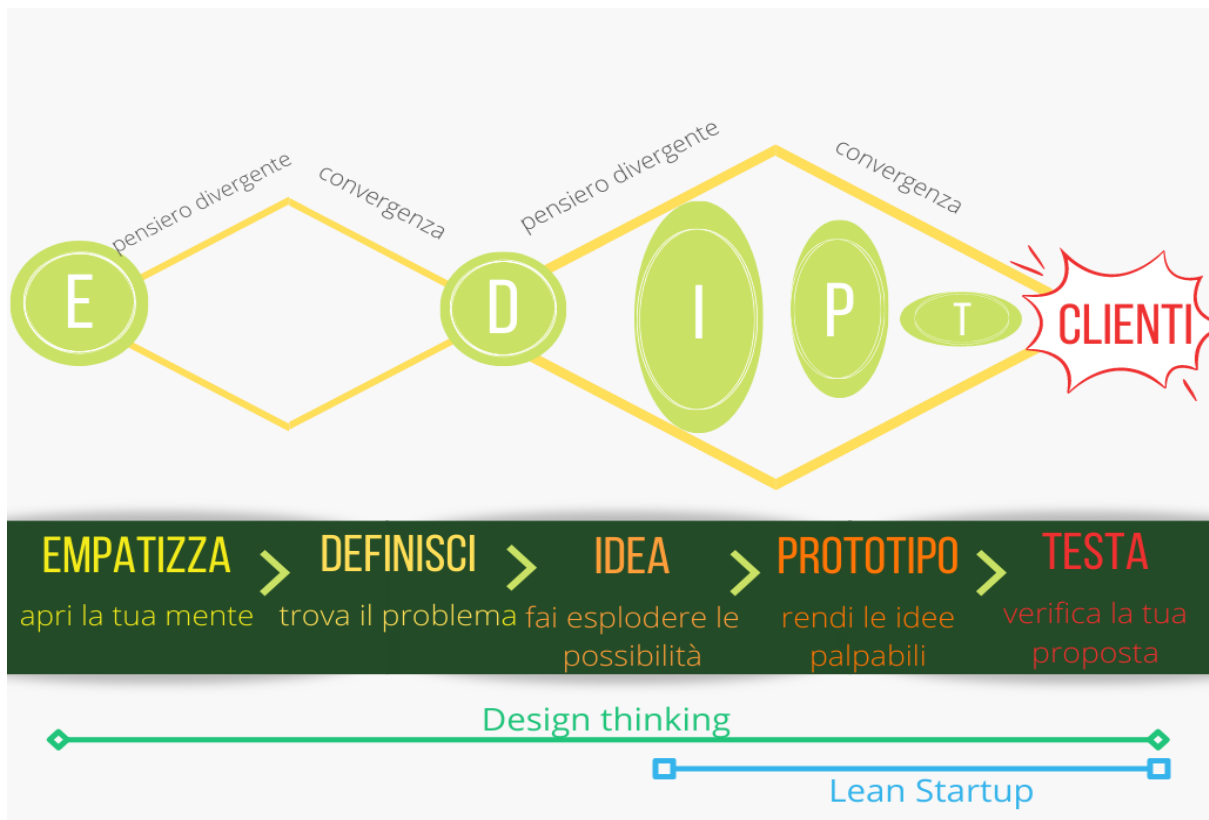 pensiero divergente
convergenza
pensiero divergente
convergenza
E
D
I
P
T
CLIENTI
EMPATIZZA
apri la tua mente
DEFINISCI
trova il problema
IDEA
fai esplodere le
possibilità
PROTOTIPO
rendi le idee
palpabili
TESTA
verifica la tua
proposta
Design thinking
Lean Startup